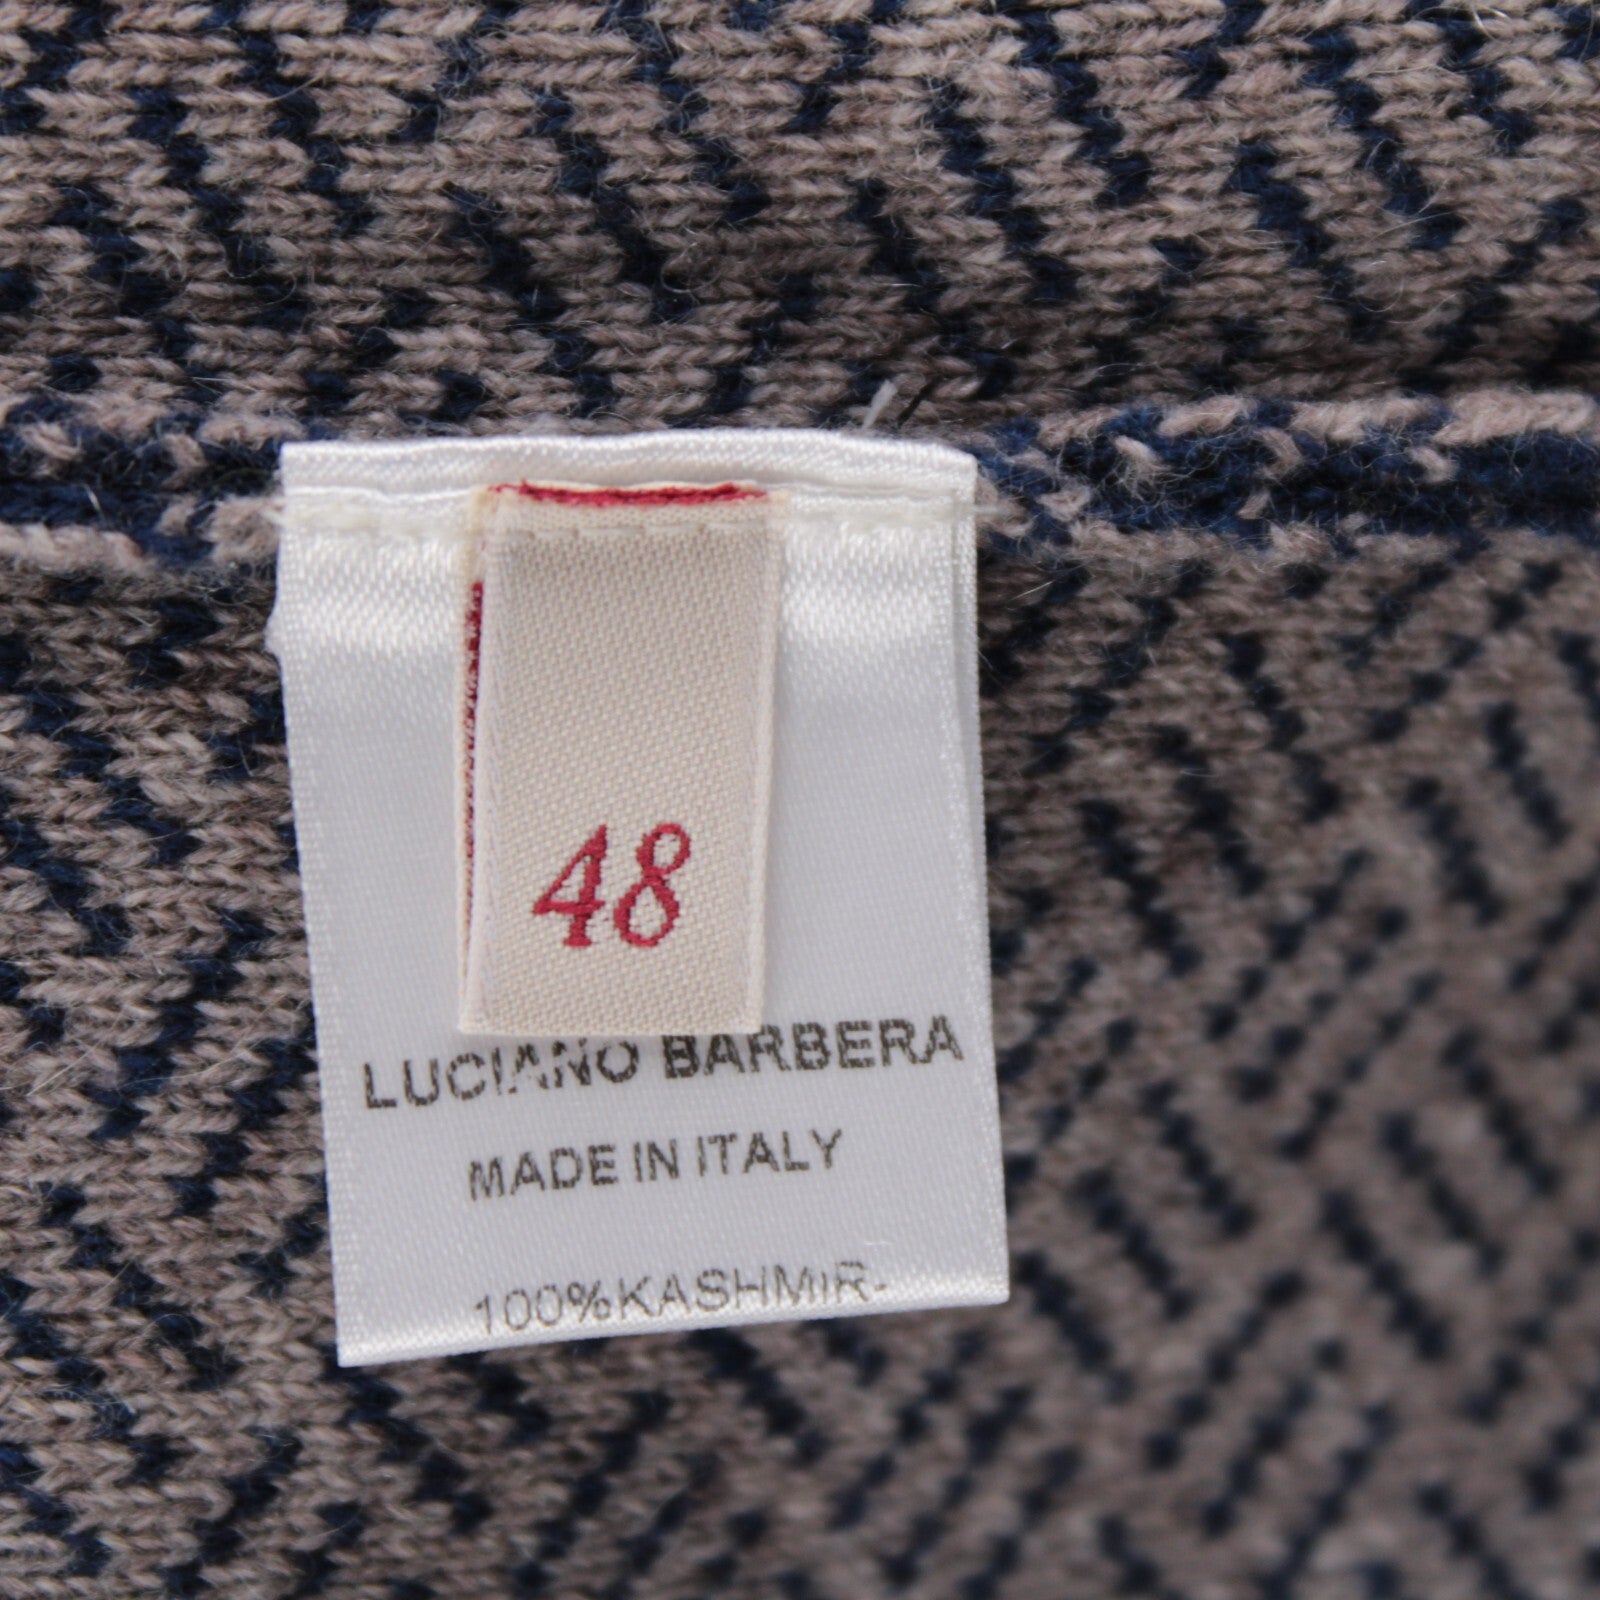 48
LUCIANO BARBERA
MADE IN ITALY
100%KASHMIR-